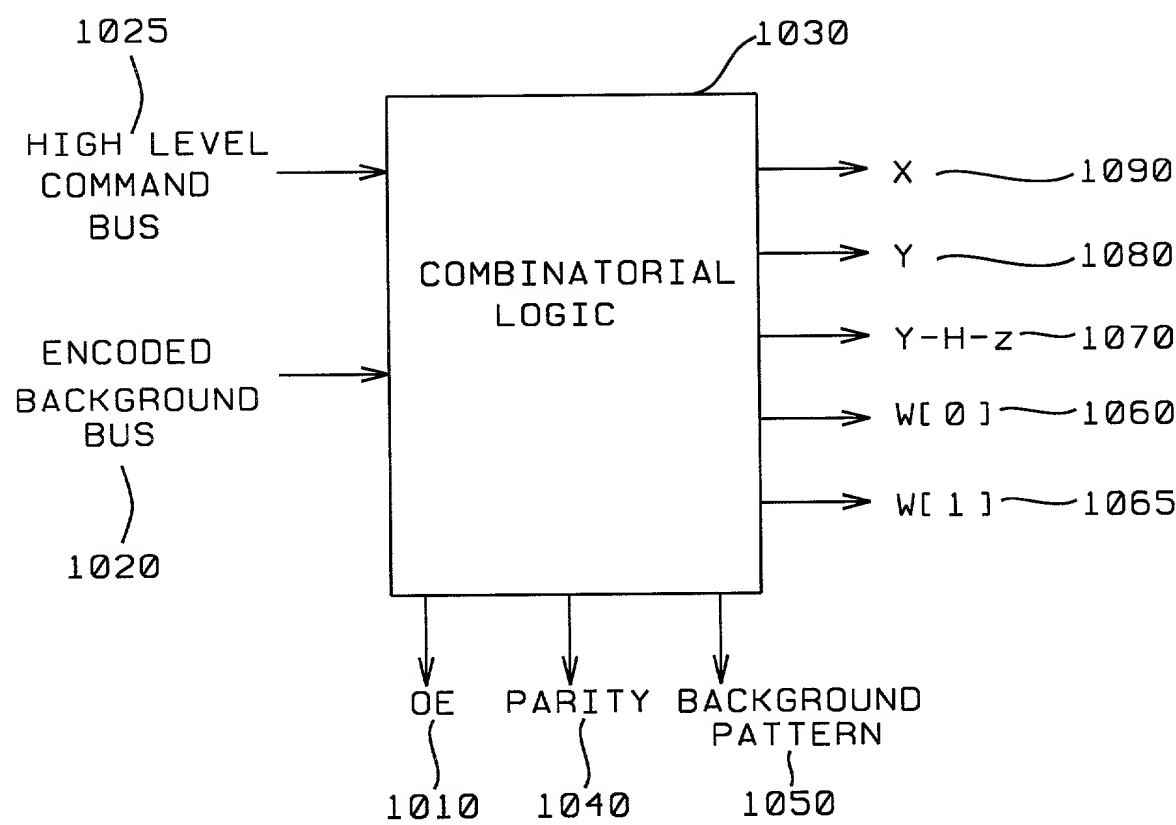 1025
1030
HIGH LEVEL
COMMAND
BUS
X
1090
Y
1080
COMBINATORIAL
LOGIC
Y-H-z
1070
ENCODED
BACKGROUND
BUS
W[0]
1060
W[1]
1065
1020
OE
PARITY
BACKGROUND
PATTERN
1010
1040
1050